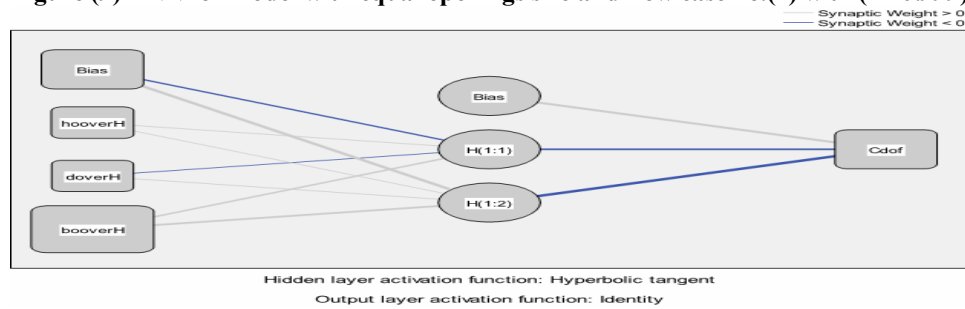 Synaptic Weight > 0
Synaptic Weight < 0
Bias
hooverH
doverH
booverH
Bias
H(1:1)
H(1:2)
Cdof
Hidden layer activation function: Hyperbolic tangent
Output layer activation function: Identity